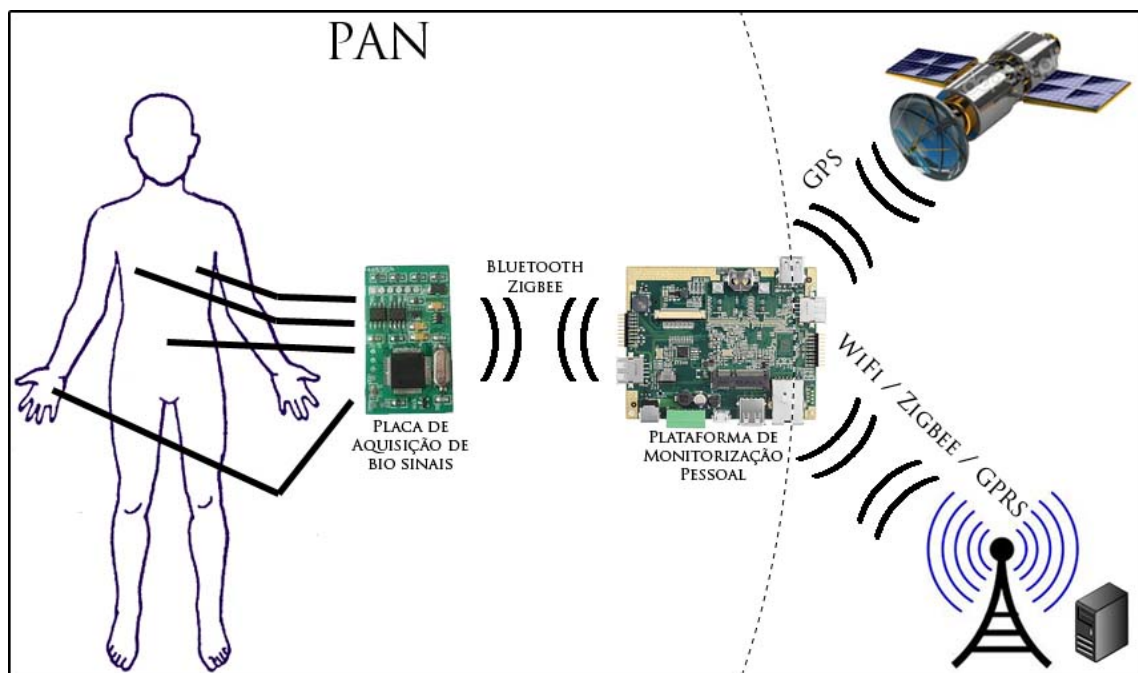 PAN
GPS
BLUETOOTH
ZIGBEE
WIFI / ZIGBEE / GPRS
PLACA DE
AQUISIÇÃO DE
BIO SINAIS
PLATAFORMA DE
MONITORIZAÇÃO
PESSOAL